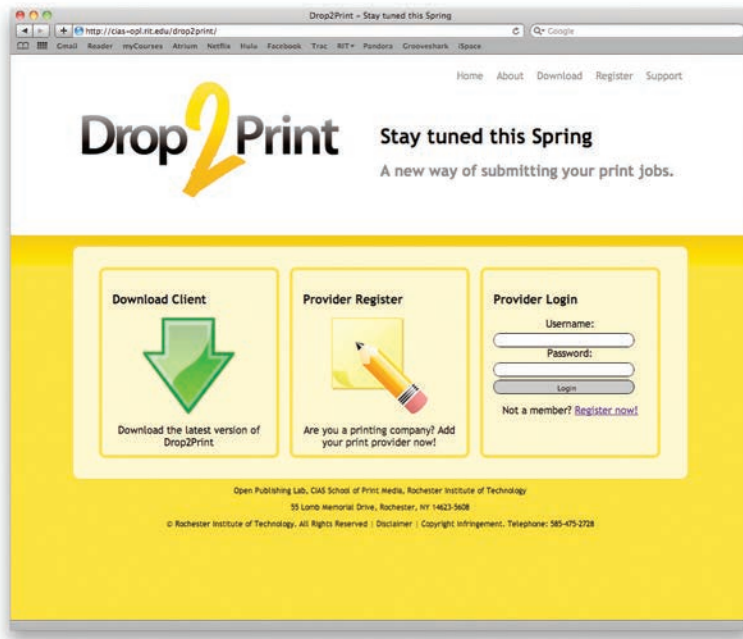 Drop2Print – Stay tuned this Spring
http://cias-opl.rit.edu/drop2print/
Google
Gmail Reader myCourses Atrium Netflix Hulu Facebook Trac RIT Pandora Grooveshark iSpace
Home About Download Register Support
Drop2Print
Stay tuned this Spring
A new way of submitting your print jobs.
Download Client
Download the latest version of
Drop2Print
Provider Register
Are you a printing company? Add
your print provider now!
Provider Login
Username:
Password:
Login
Not a member? Register now!
Open Publishing Lab, CIAS School of Print Media, Rochester Institute of Technology
55 Lomb Memorial Drive, Rochester, NY 14623-5608
© Rochester Institute of Technology. All Rights Reserved | Disclaimer | Copyright Infringement. Telephone: 585-475-2728